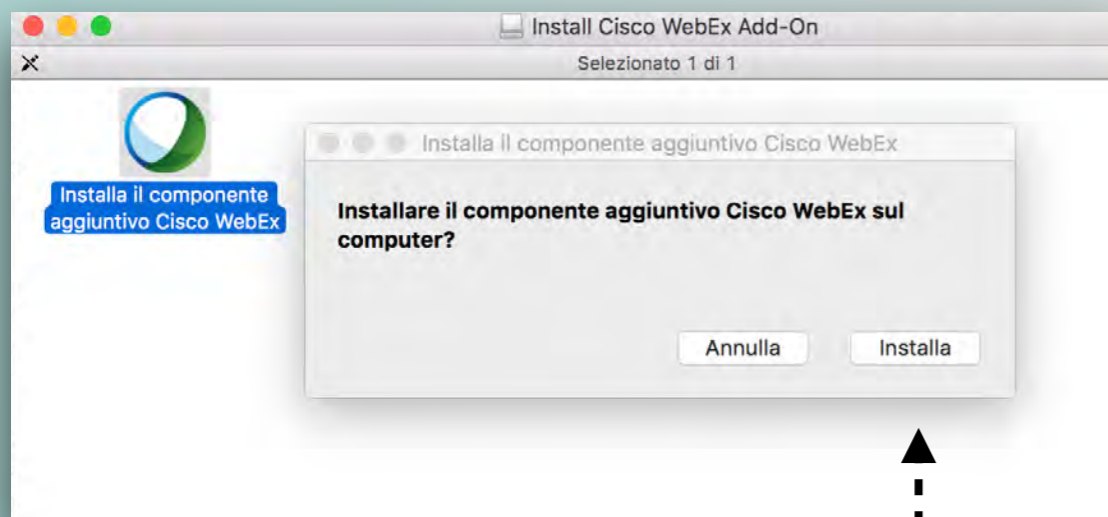 Install Cisco WebEx Add-On
Selezionato 1 di 1
Installa il componente aggiuntivo Cisco WebEx
Installa il componente
aggiuntivo Cisco WebEx
Installare il componente aggiuntivo Cisco WebEx sul
computer?
Annulla
Installa